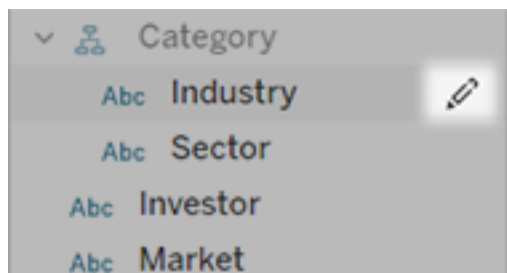 Category
Abc Industry
Abc Sector
Abc Investor
Abc Market